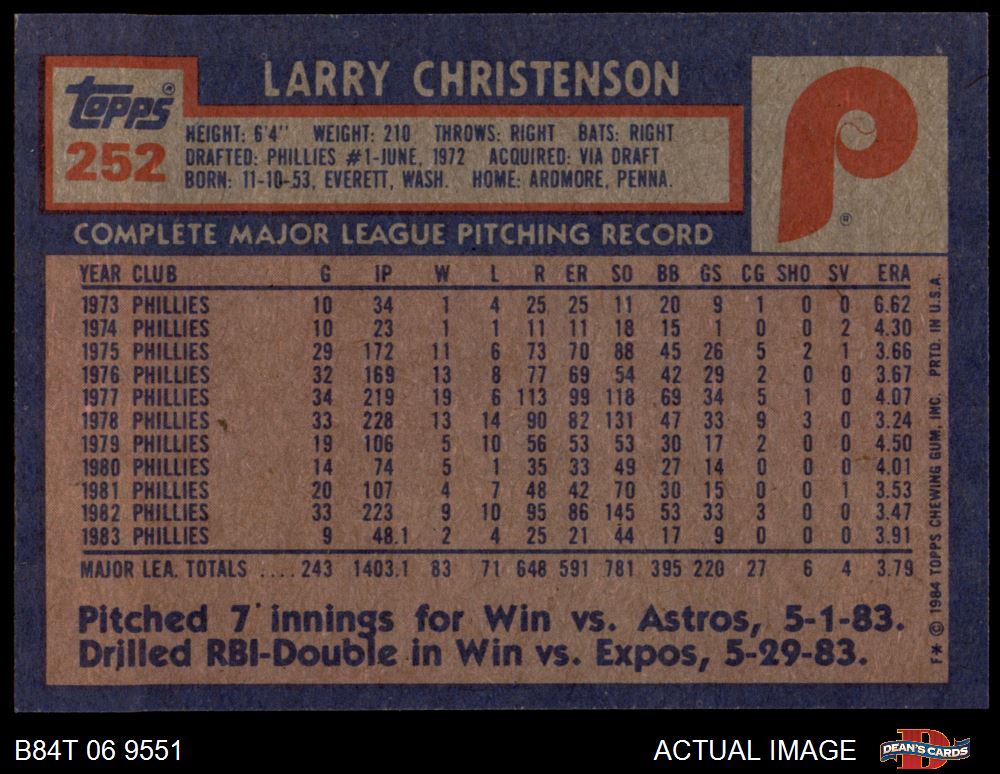 LARRY CHRISTENSON
Topps®
252
HEIGHT: 6'4" WEIGHT: 210 THROWS: RIGHT BATS: RIGHT
DRAFTED: PHILLIES #1-JUNE, 1972 ACQUIRED: VIA DRAFT
BORN: 11-10-53, EVERETT, WASH. HOME: ARDMORE, PENNA.
P
®
COMPLETE MAJOR LEAGUE PITCHING RECORD
YEAR CLUB G IP W L R ER SO BB GS CG SHO SV ERA
1973 PHILLIES 10 34 1 4 25 25 11 20 9 1 0 0 6.62
1974 PHILLIES 10 23 1 1 11 11 18 15 1 0 0 2 4.30
1975 PHILLIES 29 172 11 6 73 70 88 45 26 5 2 1 3.66
1976 PHILLIES 32 169 13 8 77 69 54 42 29 2 0 0 3.67
1977 PHILLIES 34 219 19 6 113 99 118 69 34 5 1 0 4.07
1978 PHILLIES 33 228 13 14 90 82 131 47 33 9 3 0 3.24
1979 PHILLIES 19 106 5 10 56 53 53 30 17 2 0 0 4.50
1980 PHILLIES 14 74 5 1 35 33 49 27 14 0 0 0 4.01
1981 PHILLIES 20 107 4 7 48 42 70 30 15 0 0 1 3.53
1982 PHILLIES 33 223 9 10 95 86 145 53 33 3 0 0 3.47
1983 PHILLIES 9 48.1 2 4 25 21 44 17 9 0 0 0 3.91
MAJOR LEA. TOTALS .... 243 1403.1 83 71 648 591 781 395 220 27 6 4 3.79
Pitched 7 innings for Win vs. Astros, 5-1-83.
Drilled RBI-Double in Win vs. Expos, 5-29-83.
F* © 1984 TOPPS CHEWING GUM, INC. PRTD. IN U.S.A.
B84T 06 9551
ACTUAL IMAGE
DEAN'S CARDS